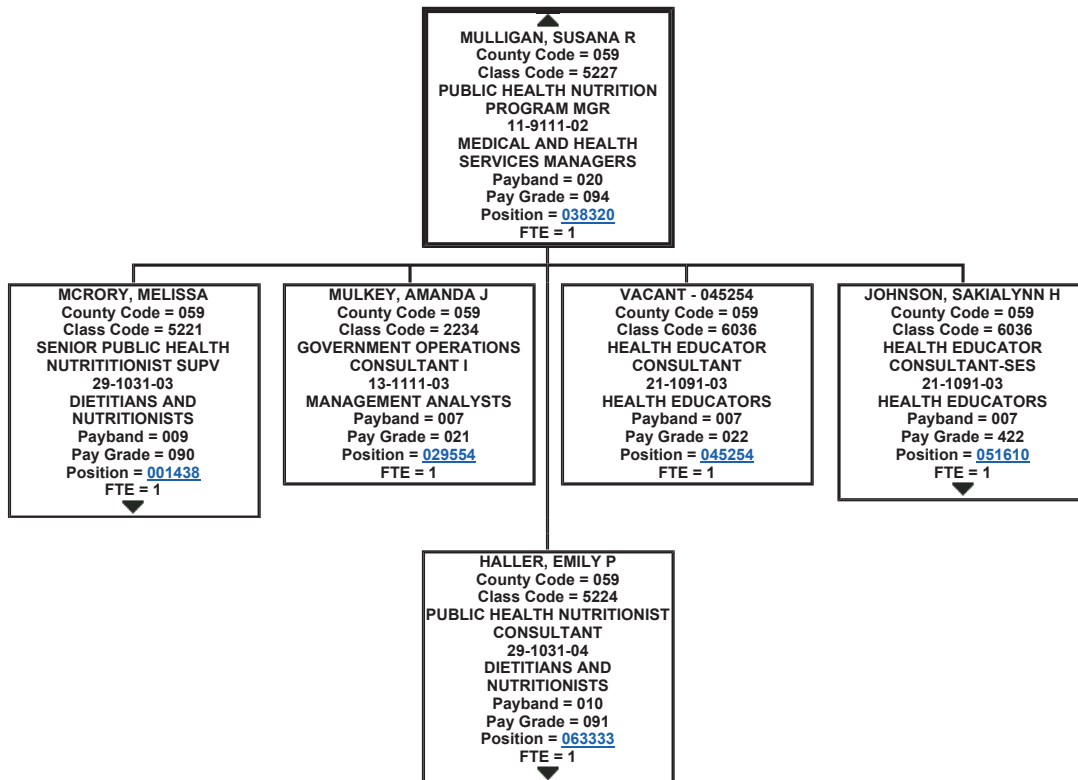 MULLIGAN, SUSANA R
County Code = 059
Class Code = 5227
PUBLIC HEALTH NUTRITION
PROGRAM MGR
11-9111-02
MEDICAL AND HEALTH
SERVICES MANAGERS
Payband = 020
Pay Grade = 094
Position = 038320
FTE = 1
MCRORY, MELISSA
County Code = 059
Class Code = 5221
SENIOR PUBLIC HEALTH
NUTRITITIONIST SUPV
29-1031-03
DIETITIANS AND
NUTRITIONISTS
Payband = 009
Pay Grade = 090
Position = 001438
FTE = 1
MULKEY, AMANDA J
County Code = 059
Class Code = 2234
GOVERNMENT OPERATIONS
CONSULTANT I
13-1111-03
MANAGEMENT ANALYSTS
Payband = 007
Pay Grade = 021
Position = 029554
FTE = 1
VACANT - 045254
County Code = 059
Class Code = 6036
HEALTH EDUCATOR
CONSULTANT
21-1091-03
HEALTH EDUCATORS
Payband = 007
Pay Grade = 022
Position = 045254
FTE = 1
JOHNSON, SAKIALYNN H
County Code = 059
Class Code = 6036
HEALTH EDUCATOR
CONSULTANT-SES
21-1091-03
HEALTH EDUCATORS
Payband = 007
Pay Grade = 422
Position = 051610
FTE = 1
HALLER, EMILY P
County Code = 059
Class Code = 5224
PUBLIC HEALTH NUTRITIONIST
CONSULTANT
29-1031-04
DIETITIANS AND
NUTRITIONISTS
Payband = 010
Pay Grade = 091
Position = 063333
FTE = 1